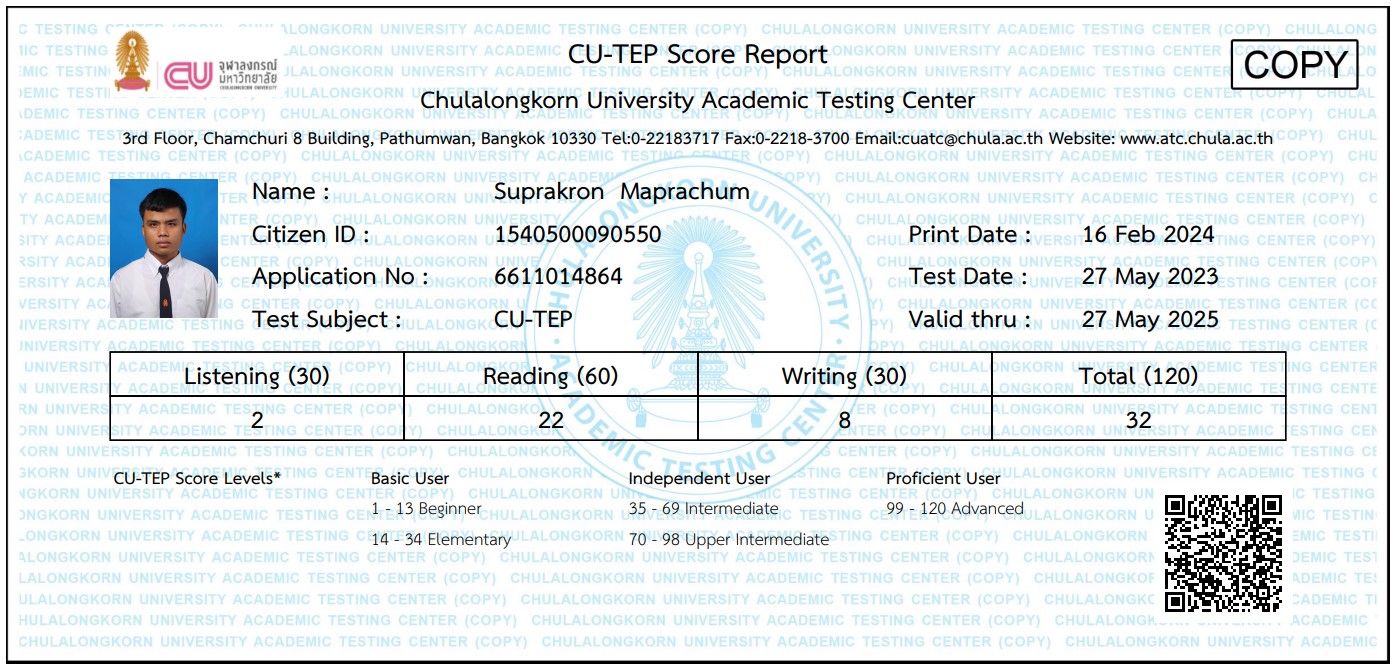 จุฬาลงกรณ์
มหาวิทยาลัย
CHULALONGKORN UNIVERSITY
CU-TEP Score Report
COPY
Chulalongkorn University Academic Testing Center
3rd Floor, Chamchuri 8 Building, Pathumwan, Bangkok 10330 Tel:0-22183717 Fax:0-2218-3700 Email:cuatc@chula.ac.th Website: www.atc.chula.ac.th
Name : Suprakron Maprachum
Citizen ID : 1540500090550 Print Date : 16 Feb 2024
Application No : 6611014864 Test Date : 27 May 2023
Test Subject : CU-TEP Valid thru : 27 May 2025
Listening (30) Reading (60) Writing (30) Total (120)
2 22 8 32
CU-TEP Score Levels* Basic User Independent User Proficient User
1 - 13 Beginner 35 - 69 Intermediate 99 - 120 Advanced
14 - 34 Elementary 70 - 98 Upper Intermediate
CHULALONGKORN UNIVERSITY
ACADEMIC TESTING CENTER
CHULALONGKORN UNIVERSITY ACADEMIC TESTING CENTER (COPY)